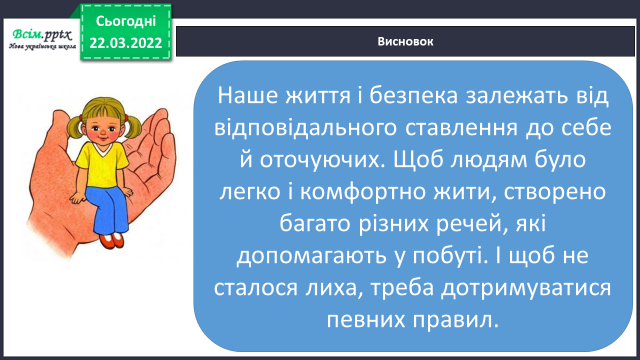 Всім.pptx
Нова українська школа
Сьогодні
22.03.2022
Висновок
Наше життя і безпека залежать від
відповідального ставлення до себе
й оточуючих. Щоб людям було
легко і комфортно жити, створено
багато різних речей, які
допомагають у побуті. І щоб не
сталося лиха, треба дотримуватися
певних правил.